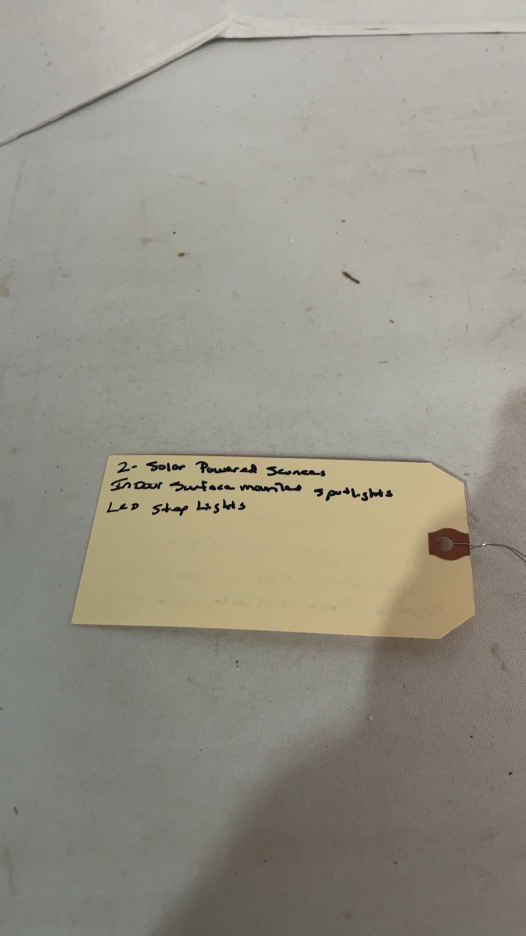 2- Solar Powered Sconces
Indoor Surface mounted Spotlights
LED Step Lights